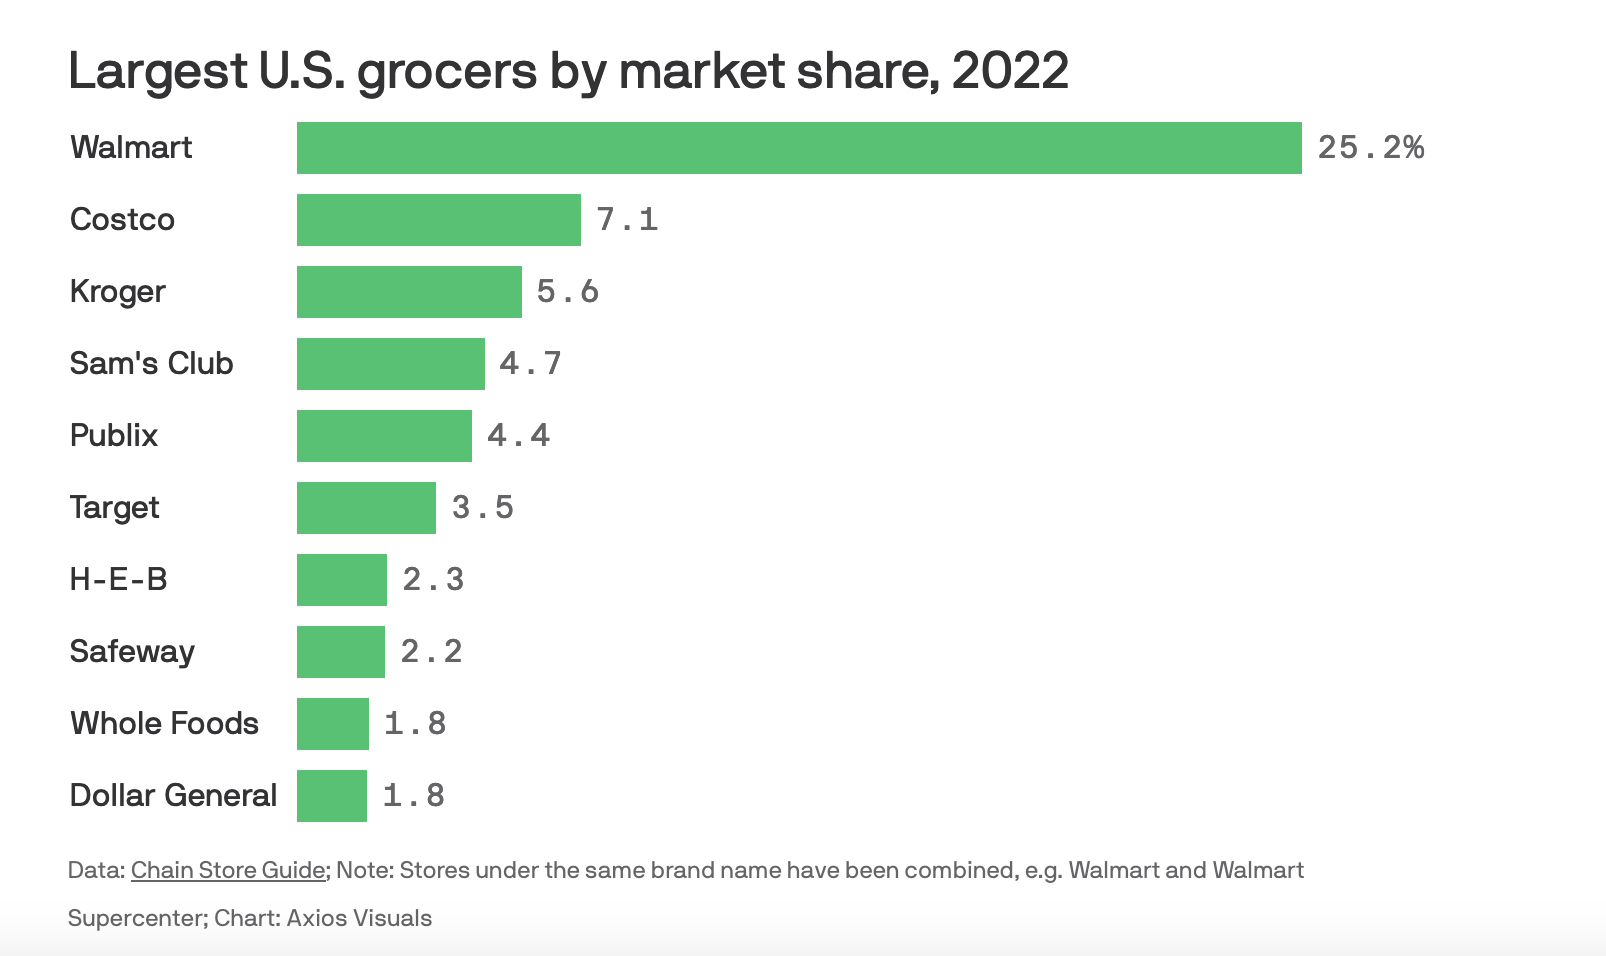 Largest U.S. grocers by market share, 2022
Walmart 25.2%
Costco 7.1
Kroger 5.6
Sam's Club 4.7
Publix 4.4
Target 3.5
H-E-B 2.3
Safeway 2.2
Whole Foods 1.8
Dollar General 1.8
Data: Chain Store Guide; Note: Stores under the same brand name have been combined, e.g. Walmart and Walmart
Supercenter; Chart: Axios Visuals